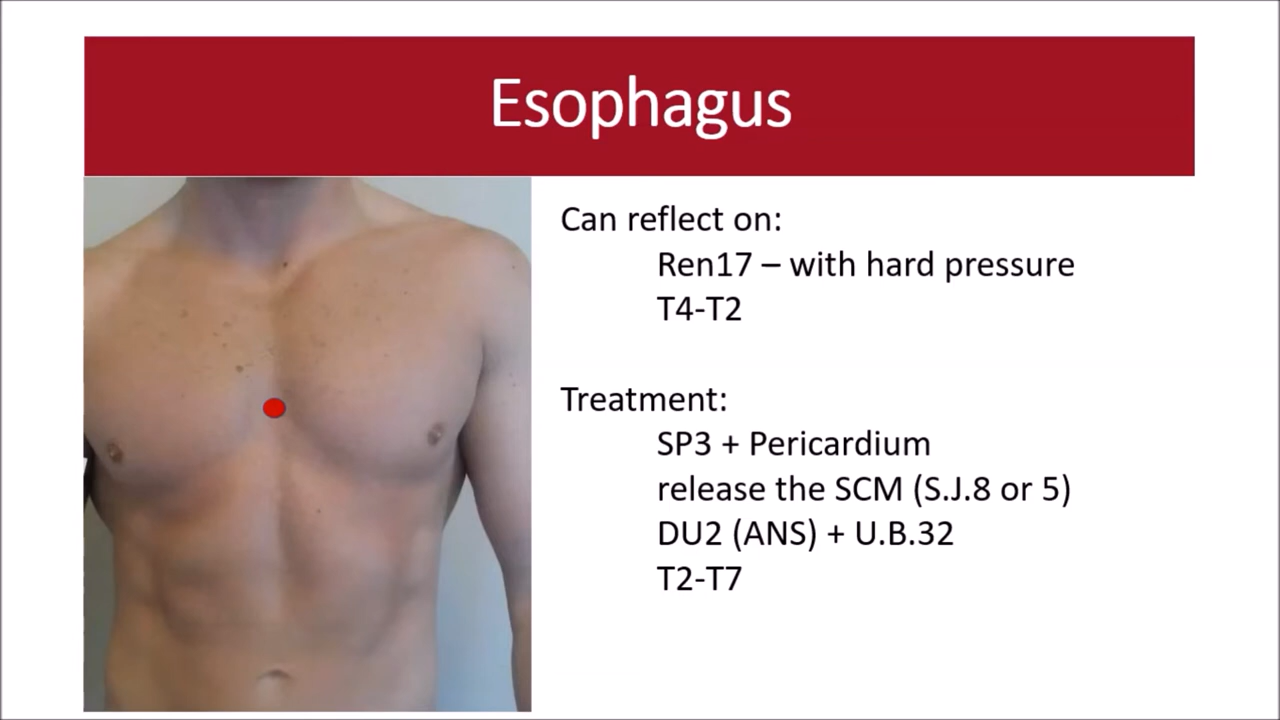 Esophagus
Can reflect on:
Ren17 – with hard pressure
T4-T2
Treatment:
SP3 + Pericardium
release the SCM (S.J.8 or 5)
DU2 (ANS) + U.B.32
T2-T7